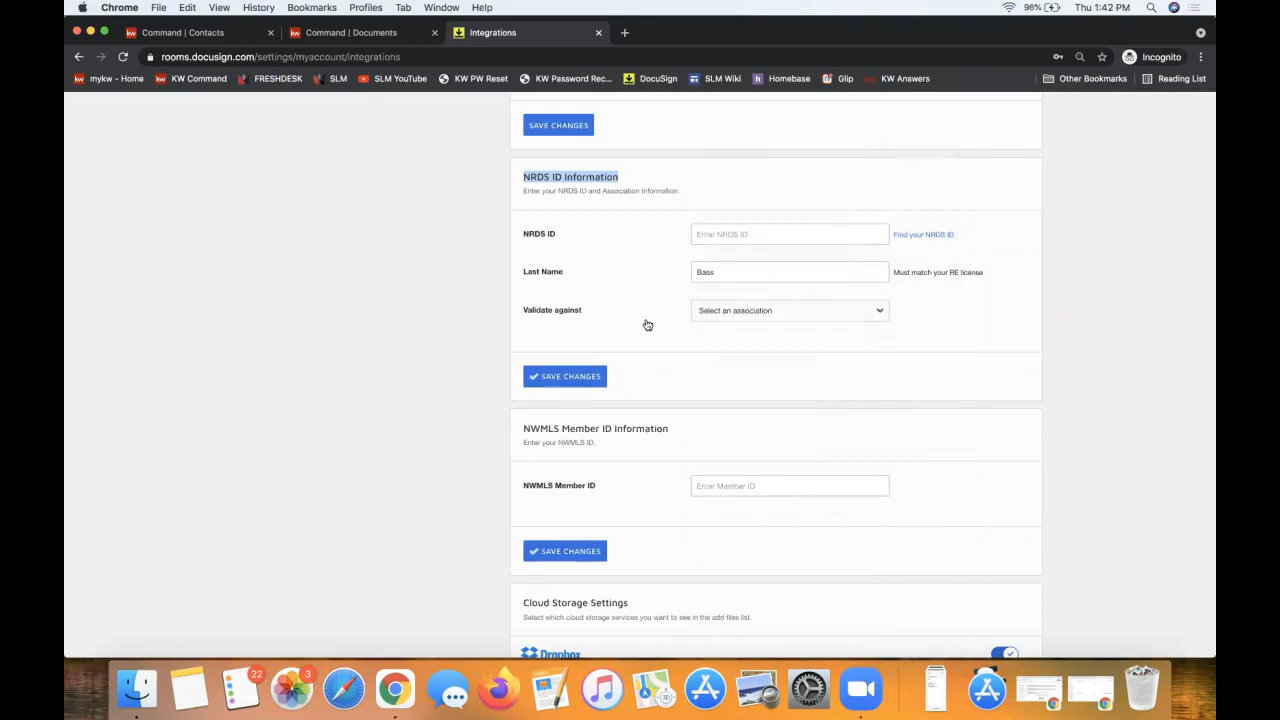 Chrome File Edit View History Bookmarks Profiles Tab Window Help 96% Thu 1:42 PM
Command | Contacts Command | Documents Integrations
rooms.docusign.com/settings/myaccount/integrations Incognito
mykw - Home KW Command FRESHDESK SLM SLM YouTube KW PW Reset KW Password Rec... DocuSign SLM Wiki Homebase Glip KW Answers Other Bookmarks Reading List
SAVE CHANGES
NRDS ID Information
Enter your NRDS ID and Association Information.
NRDS ID Enter NRDS ID Find your NRDS ID
Last Name Bass Must match your RE license
Validate against Select an association
SAVE CHANGES
NWMLS Member ID Information
Enter your NWMLS ID.
NWMLS Member ID Enter Member ID
SAVE CHANGES
Cloud Storage Settings
Select which cloud storage services you want to see in the add files list.
Dropbox
22 3